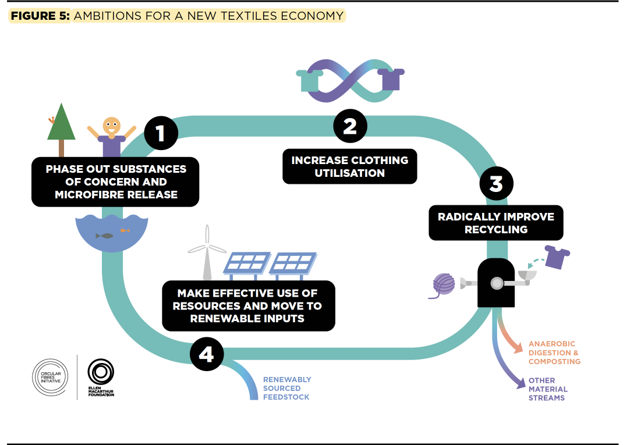 FIGURE 5: AMBITIONS FOR A NEW TEXTILES ECONOMY
1
PHASE OUT SUBSTANCES
OF CONCERN AND
MICROFIBRE RELEASE
2
INCREASE CLOTHING
UTILISATION
3
RADICALLY IMPROVE
RECYCLING
MAKE EFFECTIVE USE OF
RESOURCES AND MOVE TO
RENEWABLE INPUTS
4
RENEWABLY
SOURCED
FEEDSTOCK
ANAEROBIC
DIGESTION &
COMPOSTING
OTHER
MATERIAL
STREAMS
CIRCULAR
FIBRES
INITIATIVE
ELLEN
MACARTHUR
FOUNDATION